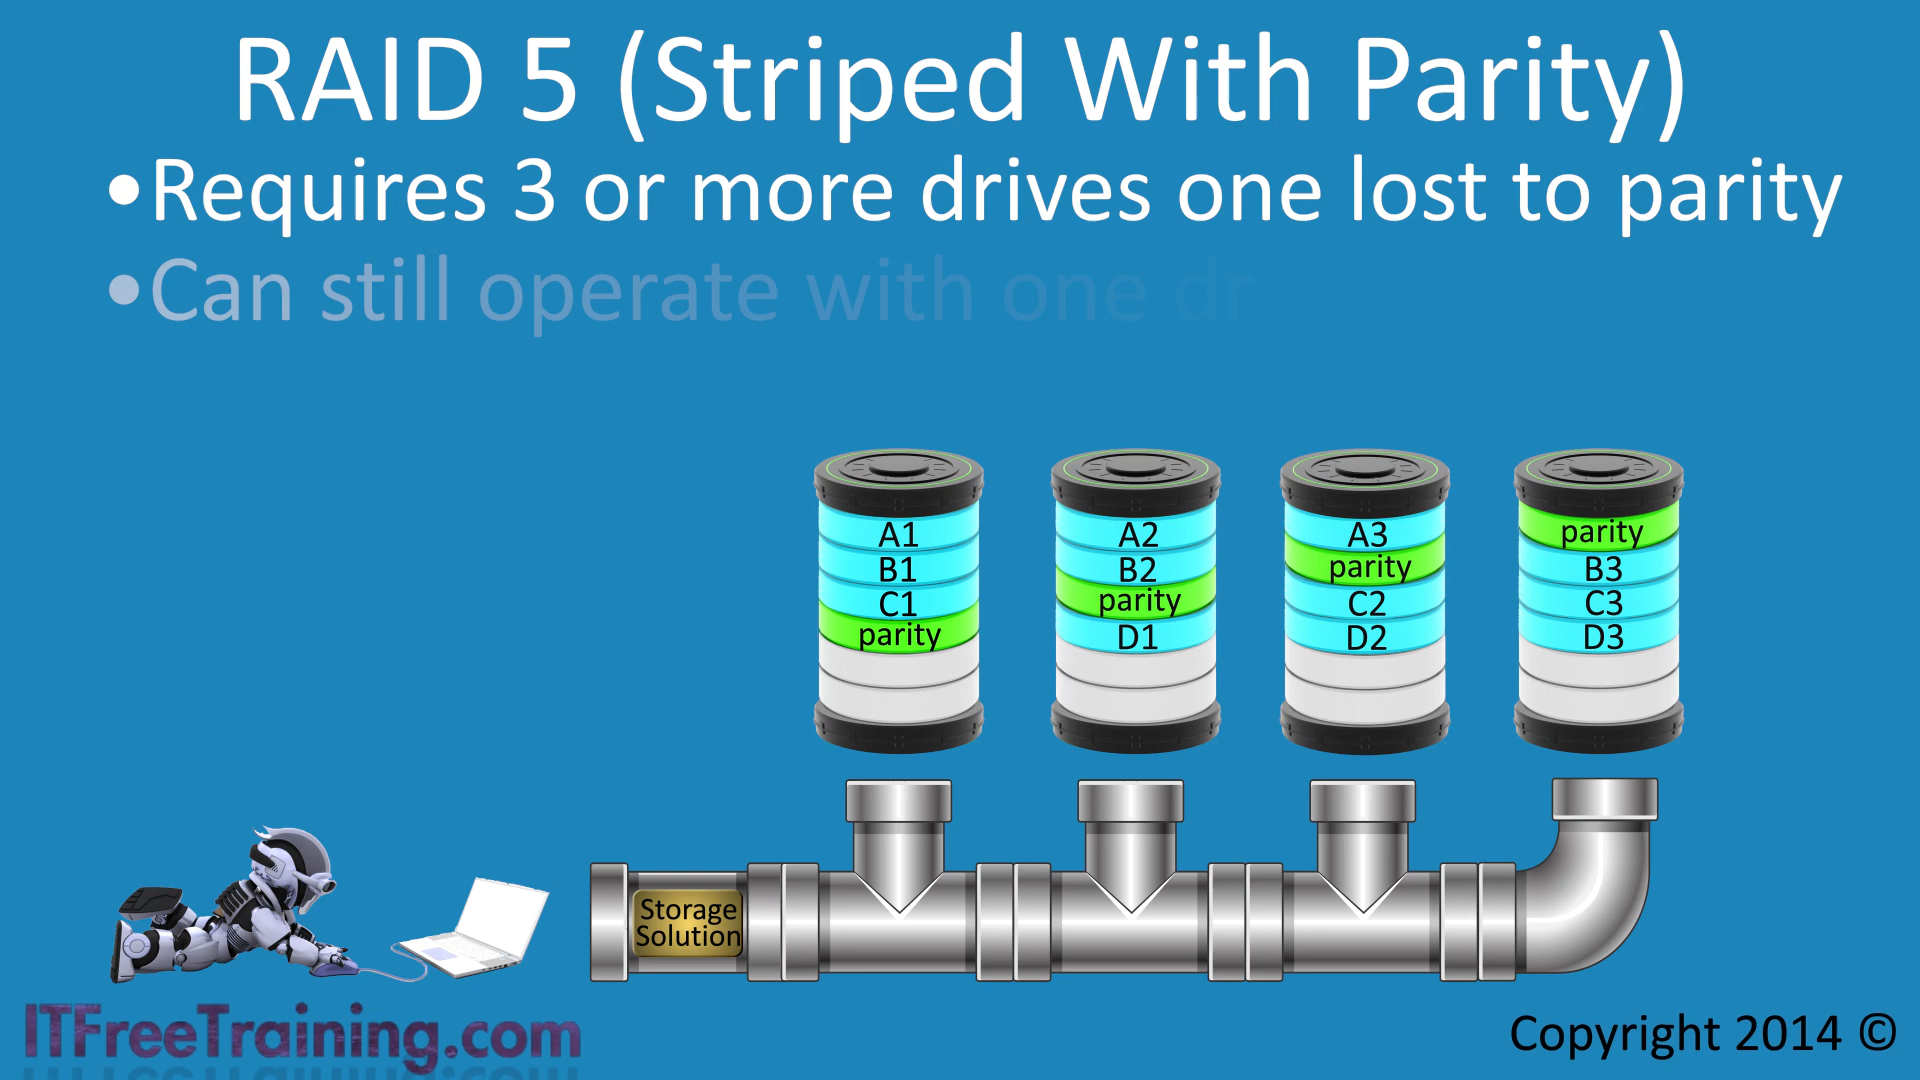 RAID 5 (Striped With Parity)
•Requires 3 or more drives one lost to parity
•Can still operate with one dr
A1 A2 A3 parity
B1 B2 parity B3
C1 parity C2 C3
parity D1 D2 D3
Storage
Solution
ITFreeTraining.com
Copyright 2014 ©